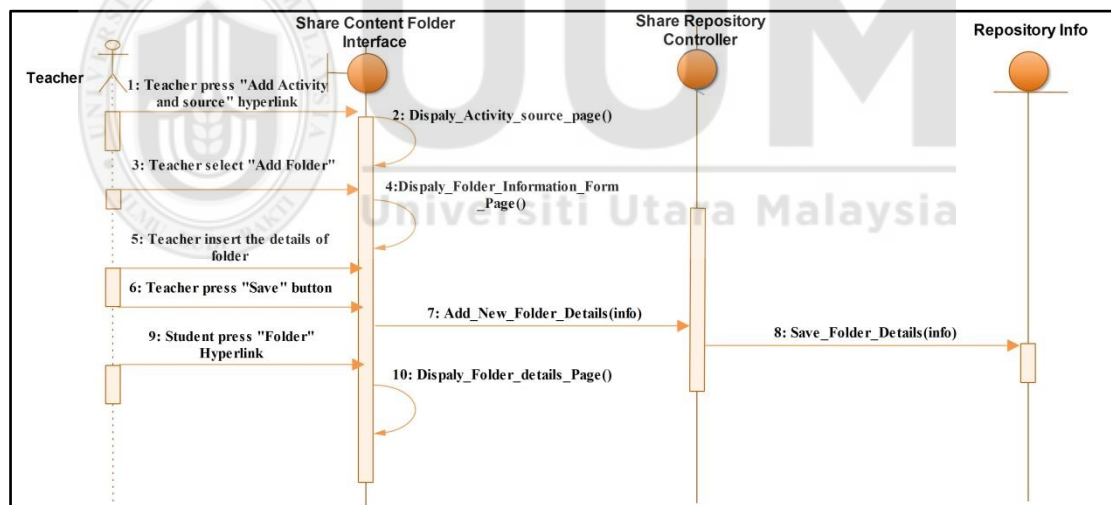 Share Content Folder
Interface
Share Repository
Controller
Repository Info
Teacher
1: Teacher press "Add Activity
and source" hyperlink
2: Dispaly_Activity_source_page()
3: Teacher select "Add Folder"
4:Dispaly_Folder_Information_Form
_Page()
5: Teacher insert the details of
folder
6: Teacher press "Save" button
7: Add_New_Folder_Details(info)
8: Save_Folder_Details(info)
9: Student press "Folder"
Hyperlink
10: Dispaly_Folder_details_Page()
UUM
Universiti Utara Malaysia